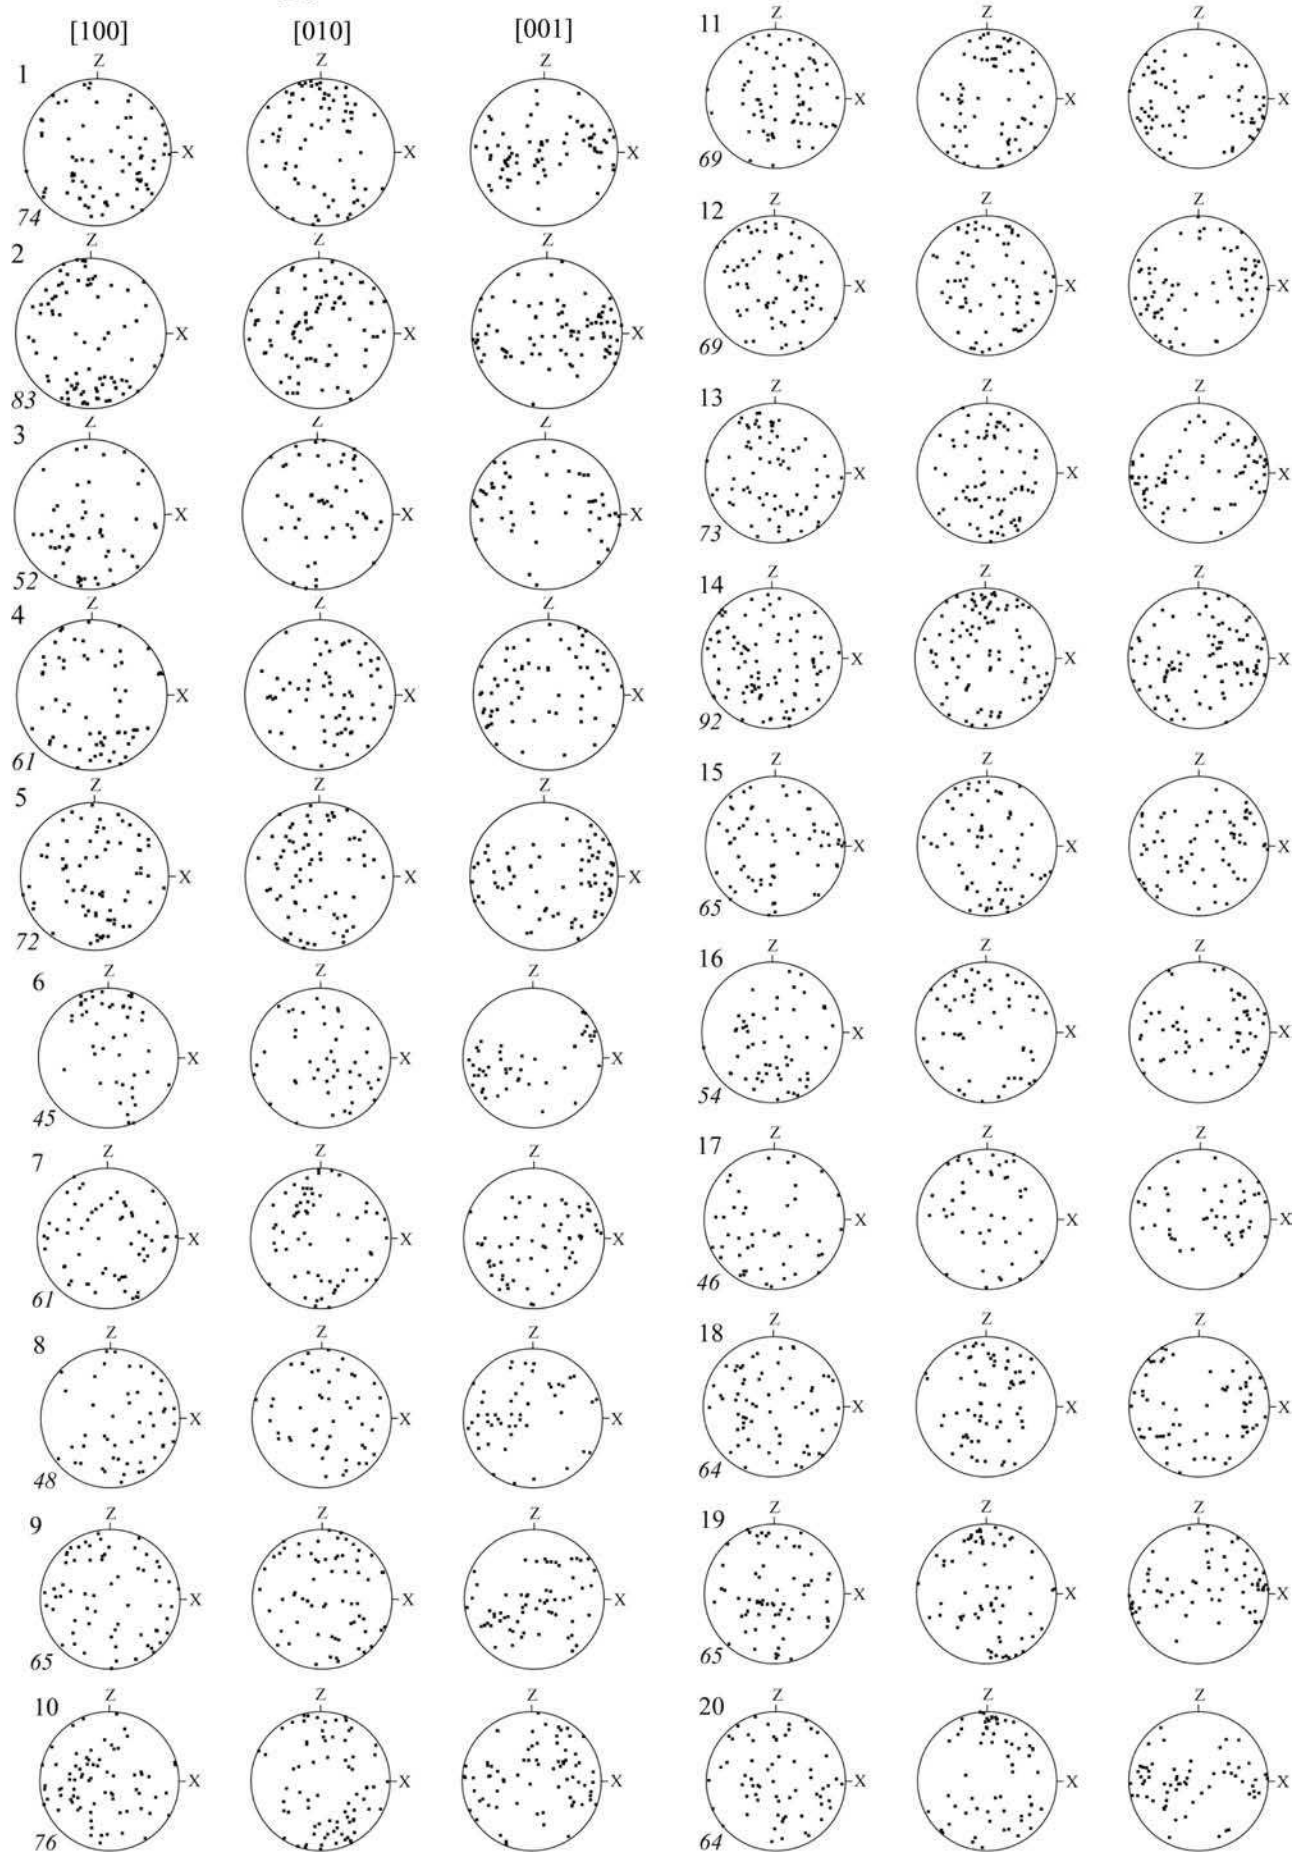 [100] [010] [001]
Z Z Z
1
X X X
74
Z Z Z
2
X X X
83
Z Z Z
3
X X X
52
Z Z Z
4
X X X
61
Z Z Z
5
X X X
72
Z Z Z
6
X X X
45
Z Z Z
7
X X X
61
Z Z Z
8
X X X
48
Z Z Z
9
X X X
65
Z Z Z
10
X X X
76
Z Z Z
11
X X X
69
Z Z Z
12
X X X
69
Z Z Z
13
X X X
73
Z Z Z
14
X X X
92
Z Z Z
15
X X X
65
Z Z Z
16
X X X
54
Z Z Z
17
X X X
46
Z Z Z
18
X X X
64
Z Z Z
19
X X X
65
Z Z Z
20
X X X
64